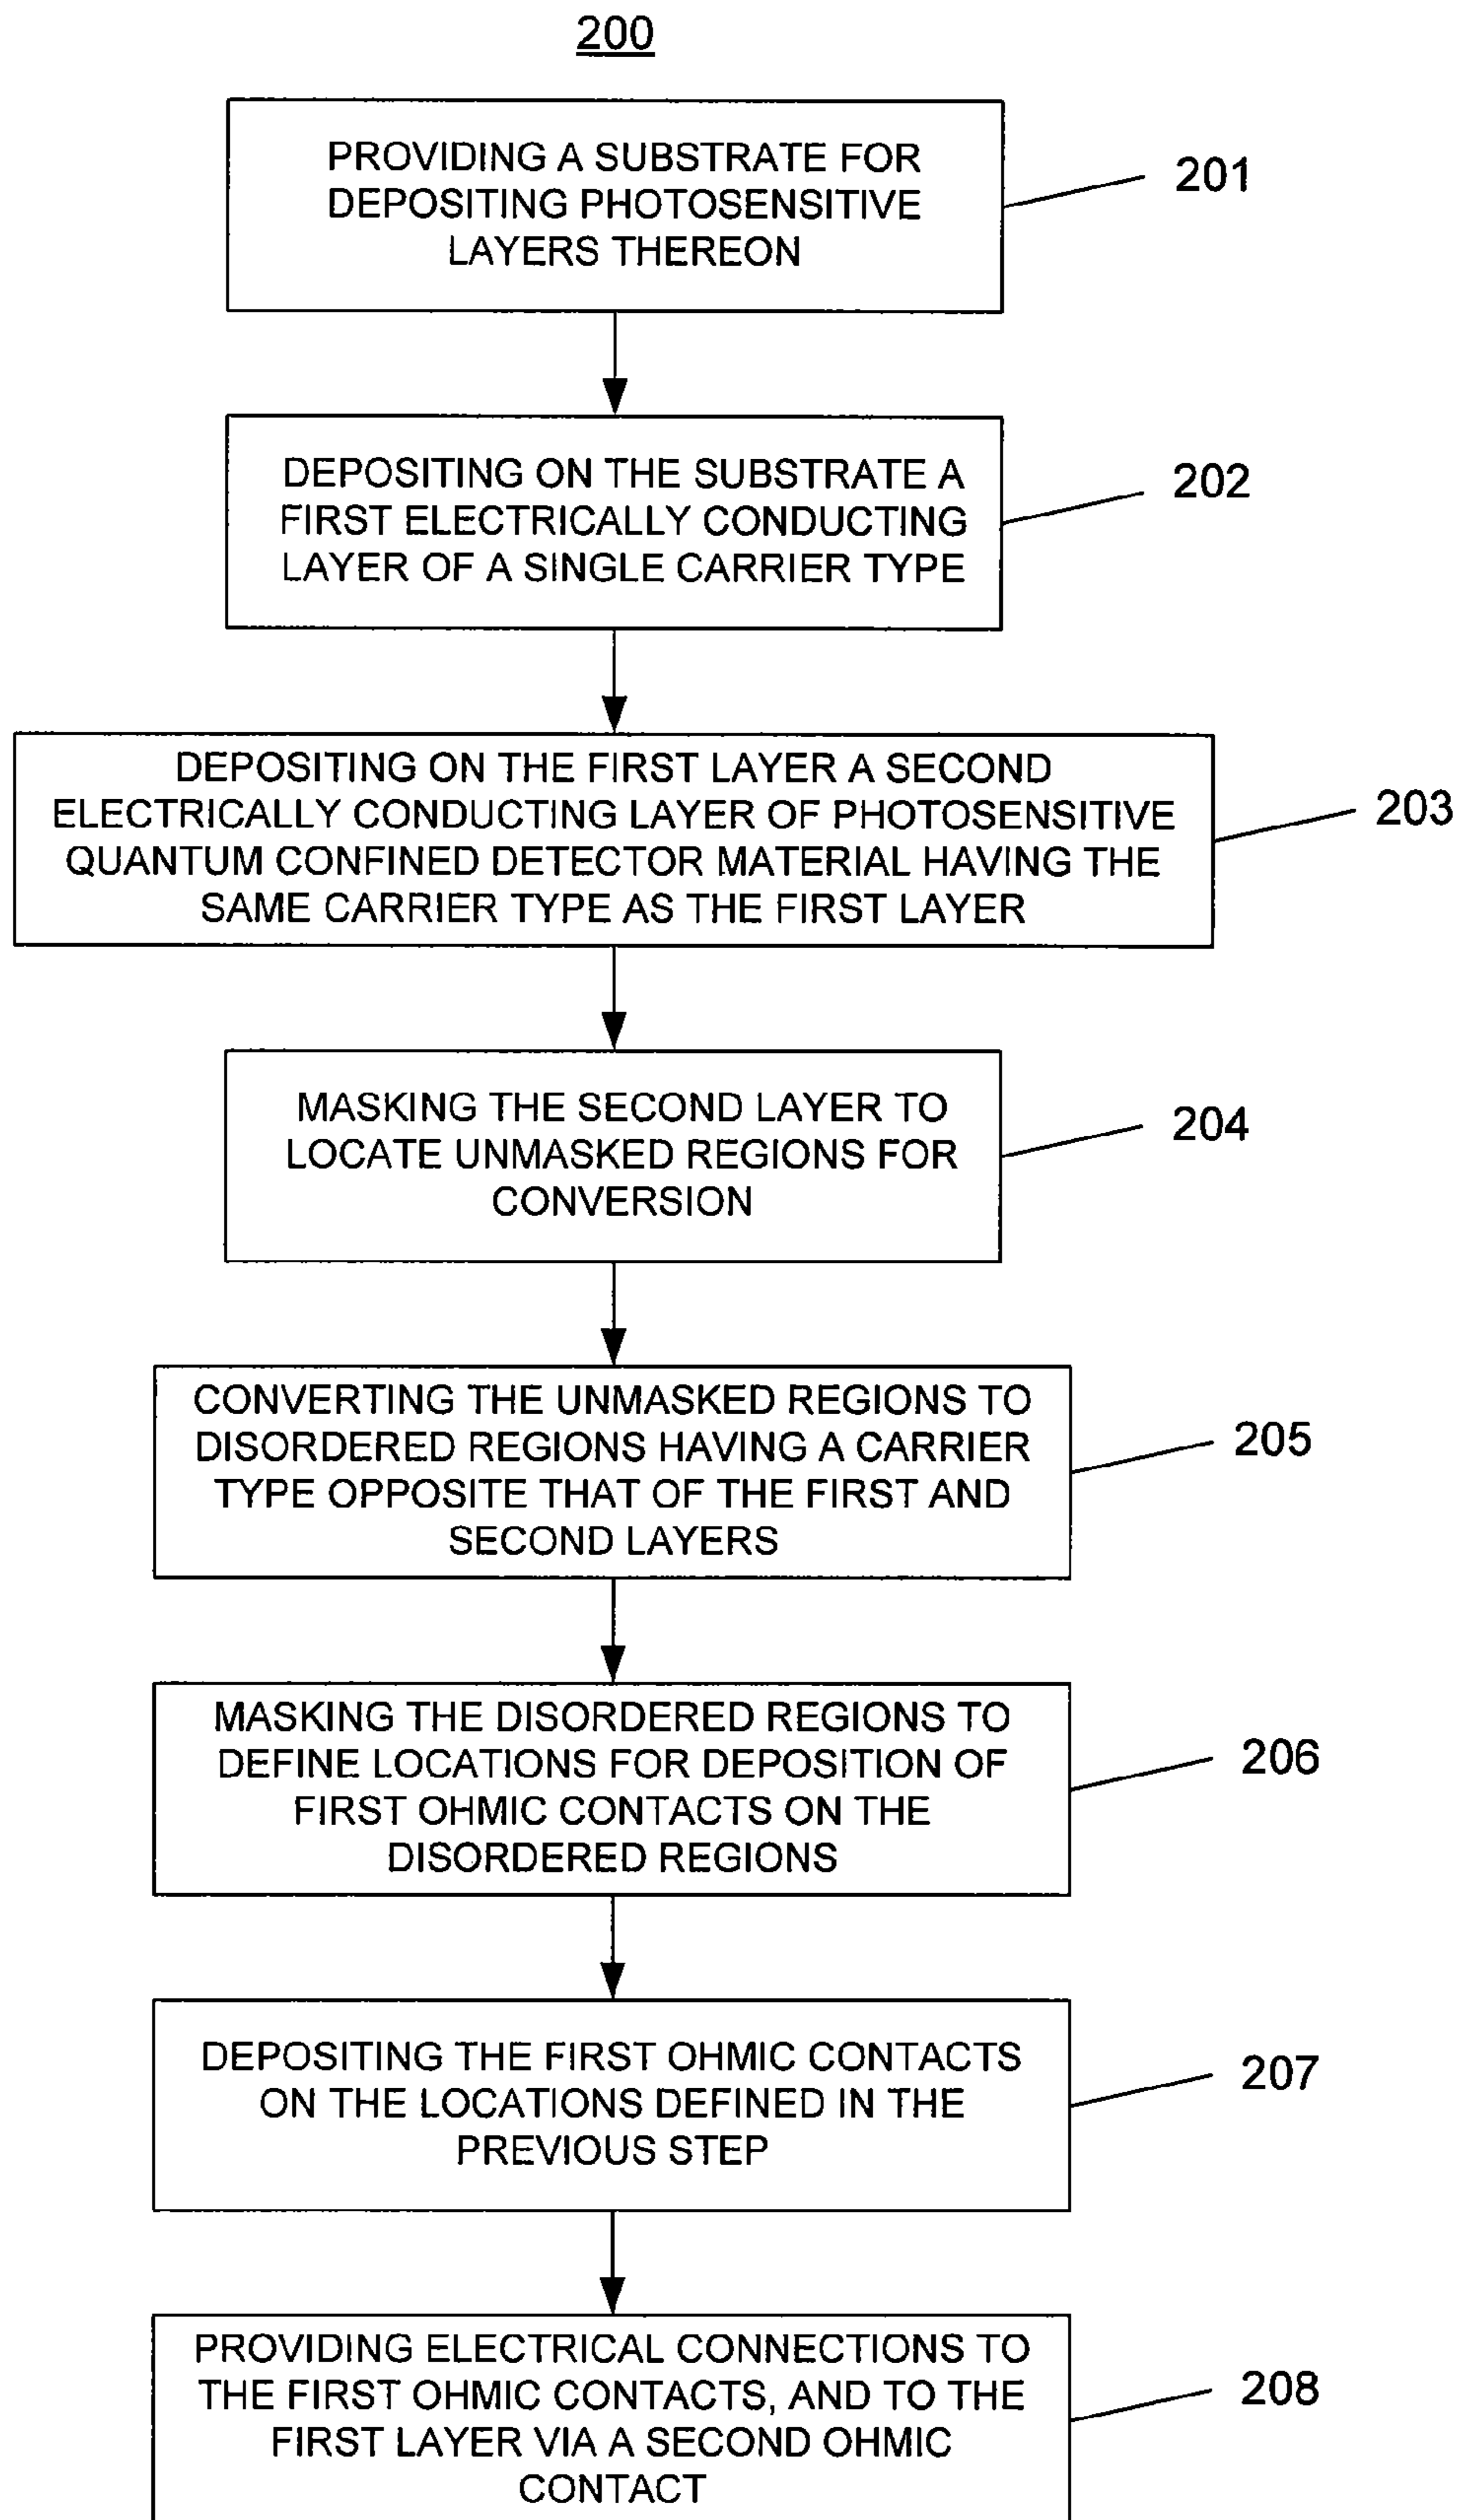 200
PROVIDING A SUBSTRATE FOR
DEPOSITING PHOTOSENSITIVE
LAYERS THEREON
201
DEPOSITING ON THE SUBSTRATE A
FIRST ELECTRICALLY CONDUCTING
LAYER OF A SINGLE CARRIER TYPE
202
DEPOSITING ON THE FIRST LAYER A SECOND
ELECTRICALLY CONDUCTING LAYER OF PHOTOSENSITIVE
QUANTUM CONFINED DETECTOR MATERIAL HAVING THE
SAME CARRIER TYPE AS THE FIRST LAYER
203
MASKING THE SECOND LAYER TO
LOCATE UNMASKED REGIONS FOR
CONVERSION
204
CONVERTING THE UNMASKED REGIONS TO
DISORDERED REGIONS HAVING A CARRIER
TYPE OPPOSITE THAT OF THE FIRST AND
SECOND LAYERS
205
MASKING THE DISORDERED REGIONS TO
DEFINE LOCATIONS FOR DEPOSITION OF
FIRST OHMIC CONTACTS ON THE
DISORDERED REGIONS
206
DEPOSITING THE FIRST OHMIC CONTACTS
ON THE LOCATIONS DEFINED IN THE
PREVIOUS STEP
207
PROVIDING ELECTRICAL CONNECTIONS TO
THE FIRST OHMIC CONTACTS, AND TO THE
FIRST LAYER VIA A SECOND OHMIC
CONTACT
208